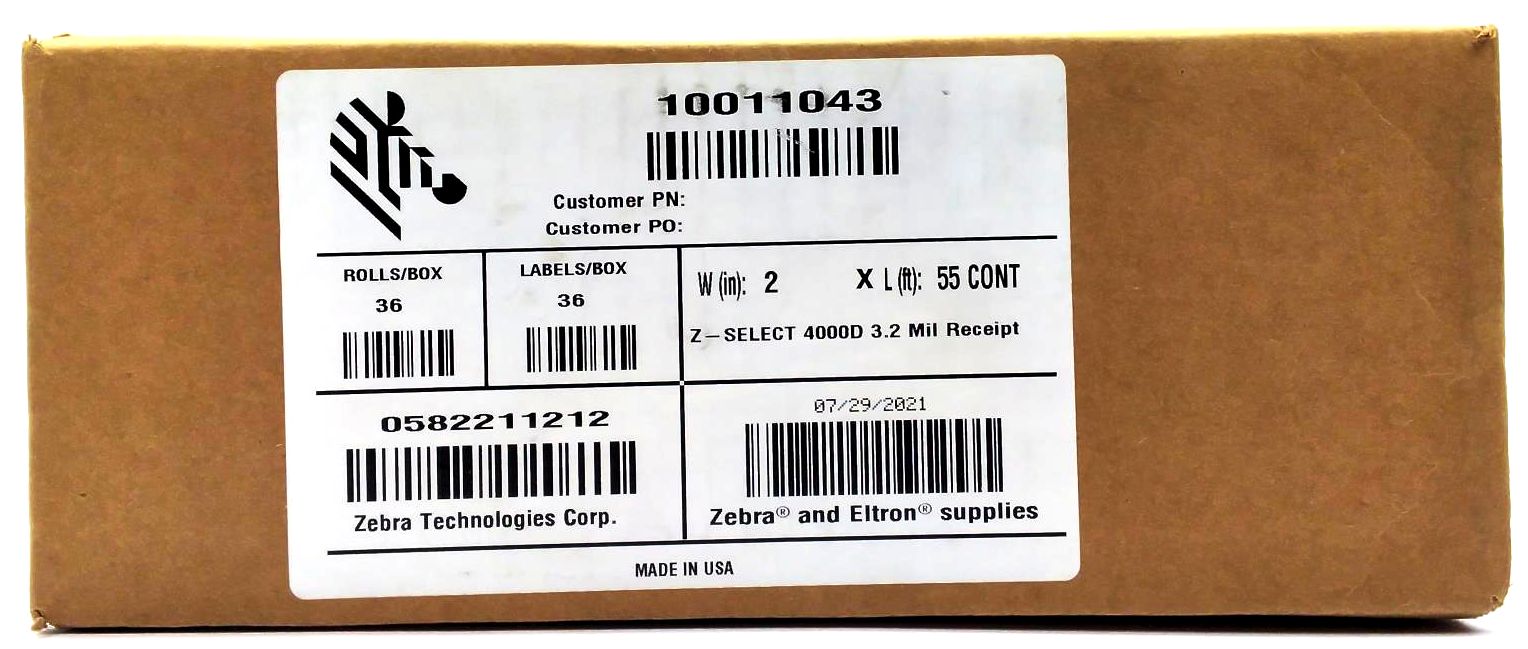 10011043
Customer PN:
Customer PO:
ROLLS/BOX
36
LABELS/BOX
36
W (in): 2 X L (ft): 55 CONT
Z-SELECT 4000D 3.2 Mil Receipt
0582211212
Zebra Technologies Corp.
07/29/2021
Zebra® and Eltron® supplies
MADE IN USA